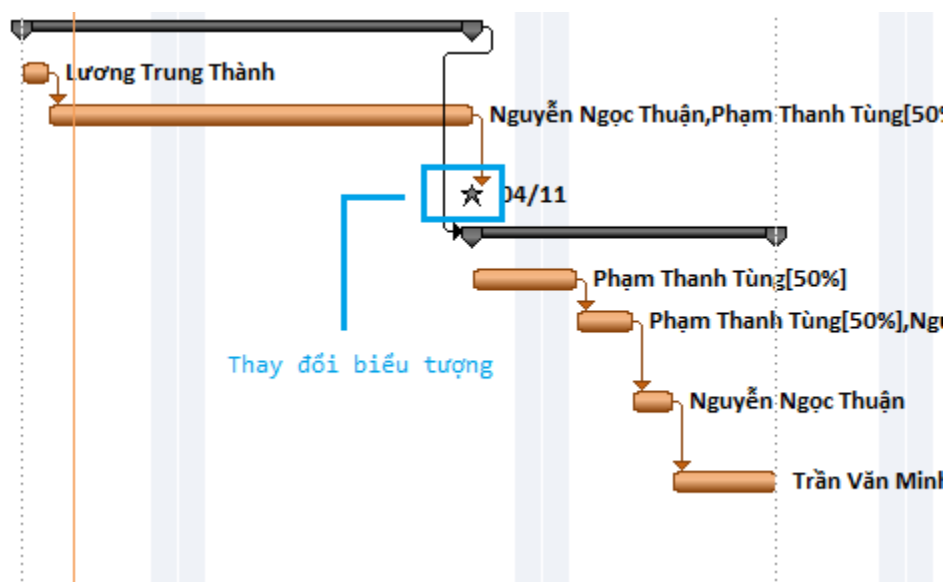 Lương Trung Thành
Nguyễn Ngọc Thuận,Phạm Thanh Tùng[50%
04/11
Phạm Thanh Tùng[50%]
Phạm Thanh Tùng[50%],Ngu
Thay đổi biểu tượng
Nguyễn Ngọc Thuận
Trần Văn Minh